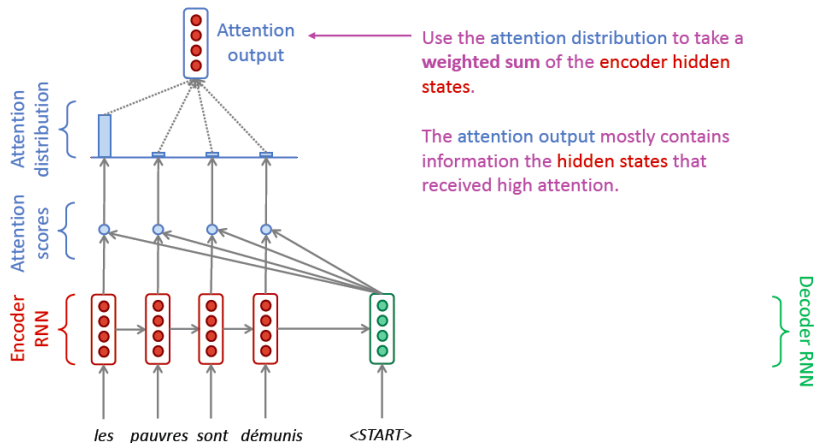 Attention
output
Use the attention distribution to take a
weighted sum of the encoder hidden
states.
The attention output mostly contains
information the hidden states that
received high attention.
Attention
distribution
Attention
scores
Encoder
RNN
Decoder RNN
les pauvres sont démunis <START>